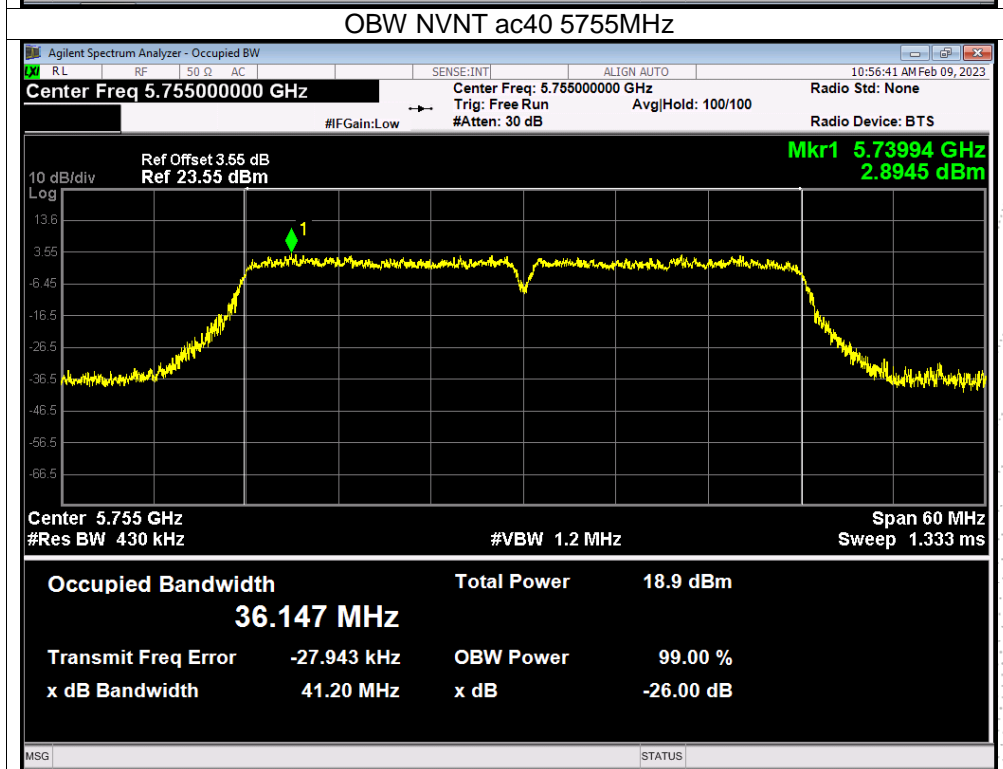 OBW NVNT ac40 5755MHz
Agilent Spectrum Analyzer - Occupied BW
LXI RL RF 50 Ω AC SENSE:INT ALIGN AUTO 10:56:41 AM Feb 09, 2023
Center Freq 5.755000000 GHz Center Freq: 5.755000000 GHz Radio Std: None
Trig: Free Run Avg|Hold: 100/100
#IFGain:Low #Atten: 30 dB Radio Device: BTS
Mkr1 5.73994 GHz
2.8945 dBm
Ref Offset 3.55 dB
10 dB/div Ref 23.55 dBm
Log
13.6
1
3.55
-6.45
-16.5
-26.5
-36.5
-46.5
-56.5
-66.5
Center 5.755 GHz Span 60 MHz
#Res BW 430 kHz #VBW 1.2 MHz Sweep 1.333 ms
Occupied Bandwidth Total Power 18.9 dBm
36.147 MHz
Transmit Freq Error -27.943 kHz OBW Power 99.00 %
x dB Bandwidth 41.20 MHz x dB -26.00 dB
MSG STATUS